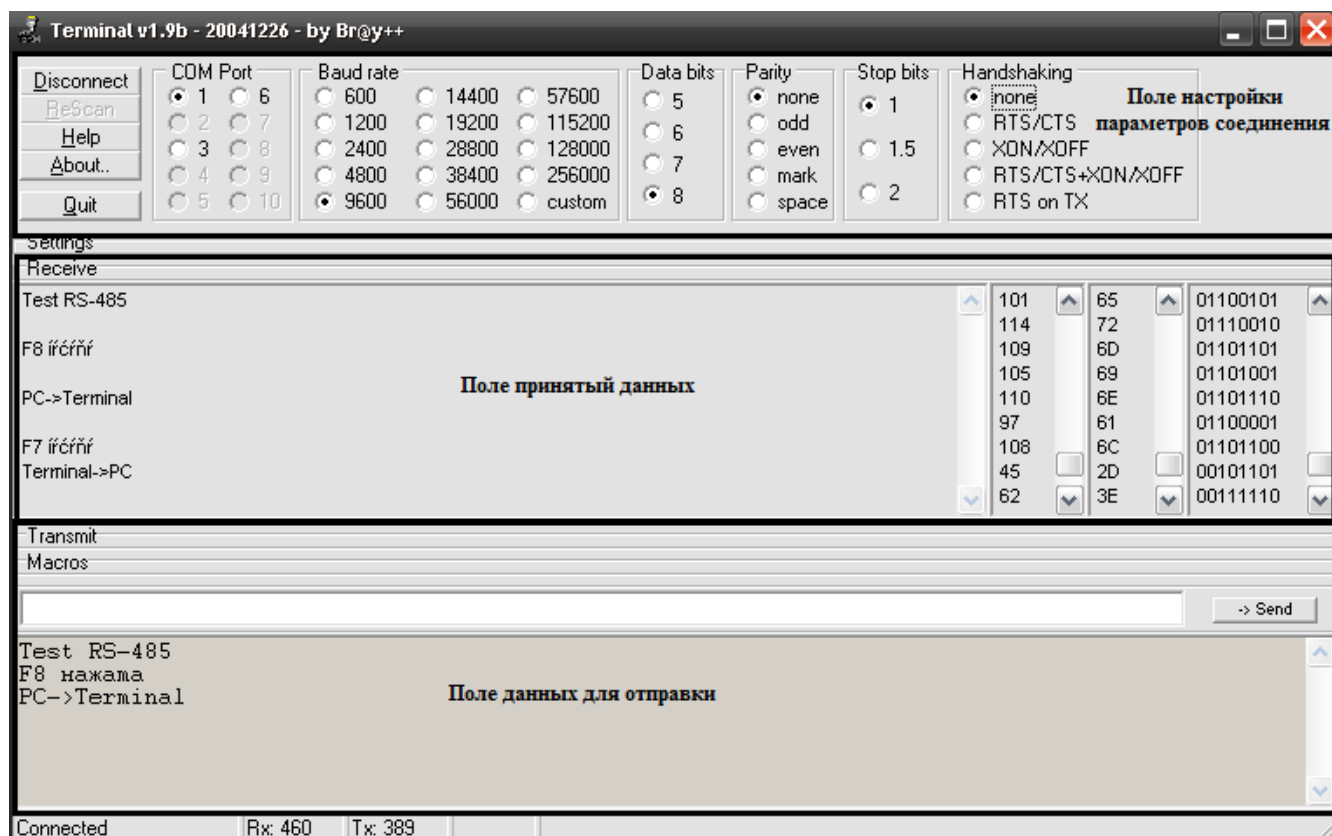 Terminal v1.9b - 20041226 - by Br@y++
Disconnect
ReScan
Help
About..
Quit
COM Port
1 6
2 7
3 8
4 9
5 10
Baud rate
600 14400 57600
1200 19200 115200
2400 28800 128000
4800 38400 256000
9600 56000 custom
Data bits
5
6
7
8
Parity
none
odd
even
mark
space
Stop bits
1
1.5
2
Handshaking
none
RTS/CTS
XON/XOFF
RTS/CTS+XON/XOFF
RTS on TX
Поле настройки
параметров соединения
Settings
Receive
Test RS-485
F8 íŕćŕňŕ
PC->Terminal
F7 íŕćŕňŕ
Terminal->PC
Поле принятый данных
101 65 01100101
114 72 01110010
109 6D 01101101
105 69 01101001
110 6E 01101110
97 61 01100001
108 6C 01101100
45 2D 00101101
62 3E 00111110
Transmit
Macros
-> Send
Test RS-485
F8 нажата
PC->Terminal
Поле данных для отправки
Connected Rx: 460 Tx: 389